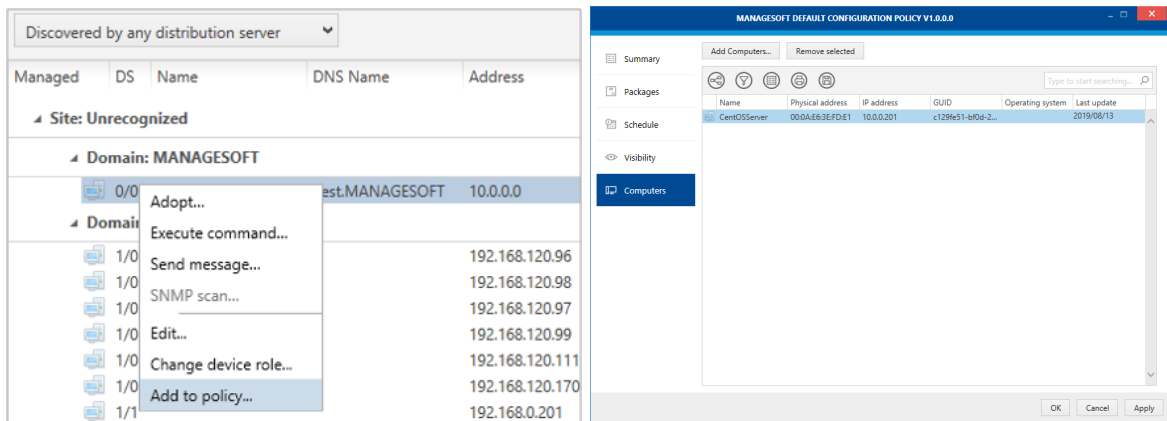 Discovered by any distribution server
Managed DS Name DNS Name Address
Site: Unrecognized
Domain: MANAGESOFT
0/0 est.MANAGESOFT 10.0.0.0
Adopt...
Execute command...
Send message...
SNMP scan...
Edit...
Change device role...
Add to policy...
Domain
1/0 192.168.120.96
1/0 192.168.120.98
1/0 192.168.120.97
1/0 192.168.120.99
1/0 192.168.120.111
1/0 192.168.120.170
1/1 192.168.0.201
MANAGESOFT DEFAULT CONFIGURATION POLICY V1.0.0.0
Summary
Packages
Schedule
Visibility
Computers
Add Computers... Remove selected
Type to start searching...
Name Physical address IP address GUID Operating system Last update
CentOSServer 00:0A:E6:3E:FD:E1 10.0.0.201 c129fe51-bf0d-2... 2019/08/13
OK Cancel Apply